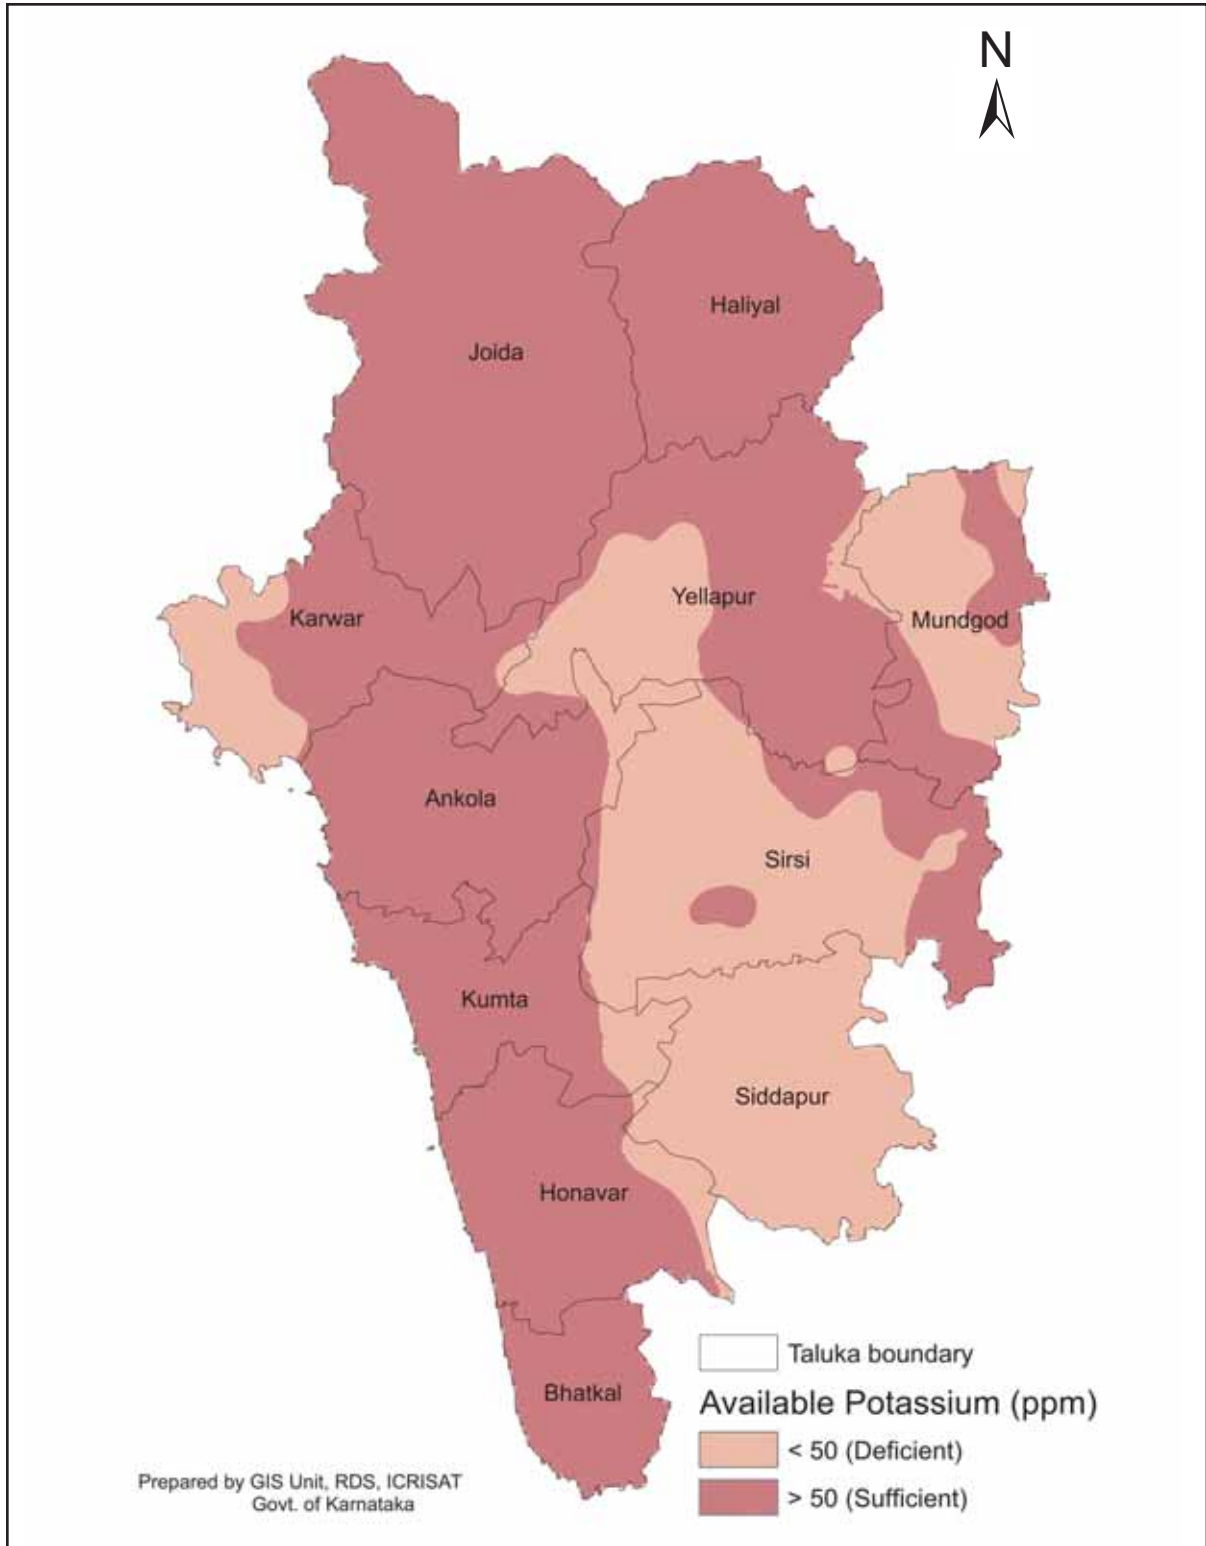 N
Haliyal
Joida
Yellapur
Karwar
Mundgod
Ankola
Sirsi
Kumta
Siddapur
Honavar
Bhatkal
Taluka boundary
Available Potassium (ppm)
< 50 (Deficient)
> 50 (Sufficient)
Prepared by GIS Unit, RDS, ICRISAT
Govt. of Karnataka